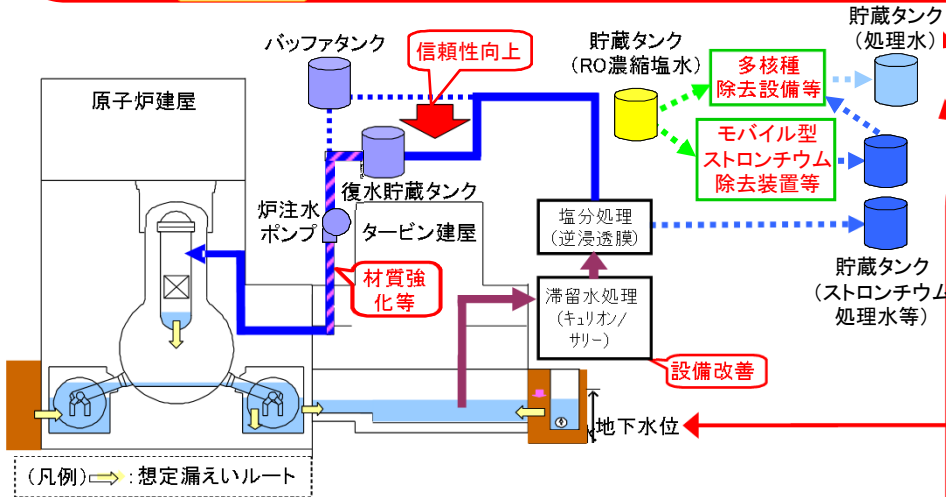 貯蔵タンク
(処理水)
バッファタンク
信頼性向上
貯蔵タンク
(RO濃縮塩水)
多核種
除去設備等
原子炉建屋
モバイル型
ストロンチウム
除去装置等
復水貯蔵タンク
炉注水
ポンプ
タービン建屋
塩分処理
(逆浸透膜)
貯蔵タンク
(ストロンチウム
処理水等)
材質強
化等
滞留水処理
(キュリオン/
サリー)
設備改善
地下水位
(凡例) :想定漏えいルート